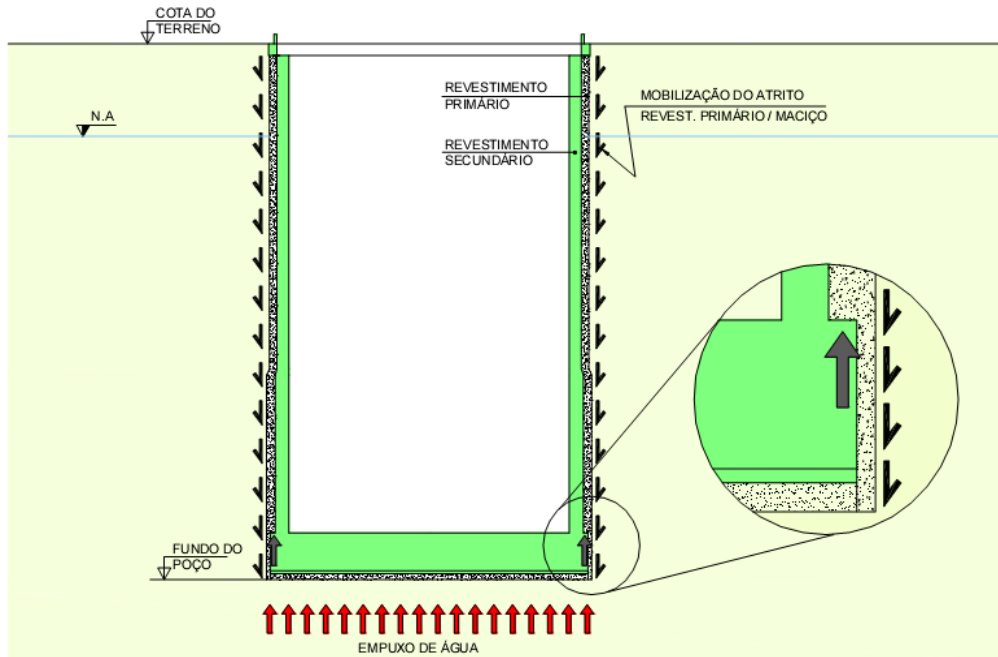 COTA DO
TERRENO
N.A
REVESTIMENTO
PRIMÁRIO
MOBILIZAÇÃO DO ATRITO
REVEST. PRIMÁRIO / MACIÇO
REVESTIMENTO
SECUNDÁRIO
FUNDO DO
POÇO
EMPUXO DE ÁGUA